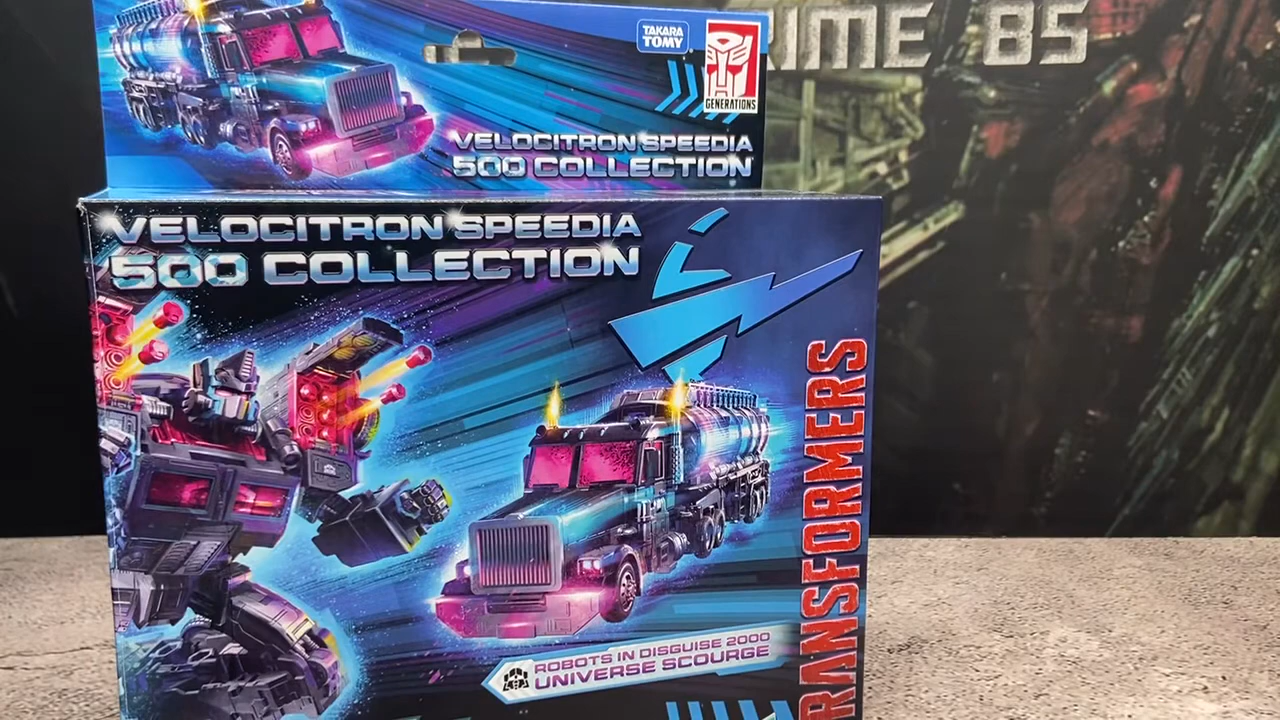 TAKARA
TOMY
GENERATIONS
VELOCITRON SPEEDIA
500 COLLECTION
VELOCITRON SPEEDIA
500 COLLECTION
TRANSFORMERS
ROBOTS IN DISGUISE 2000
UNIVERSE SCOURGE
RIME 85